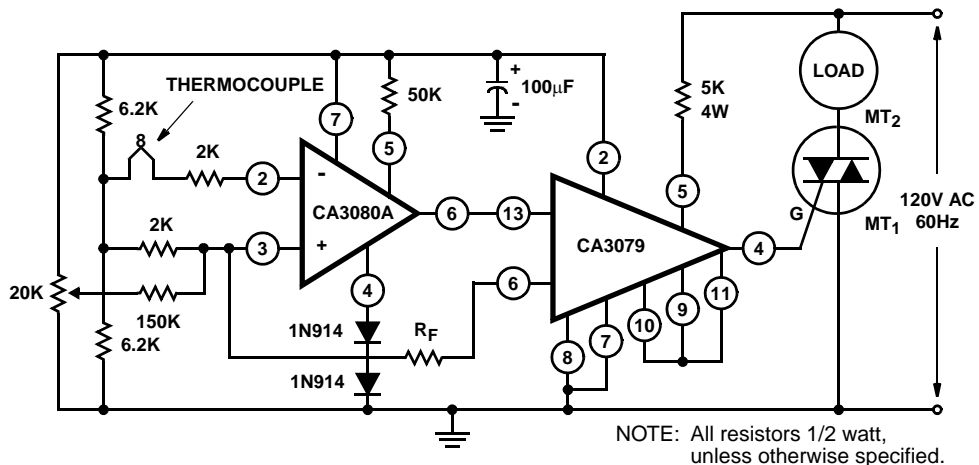 THERMOCOUPLE
6.2K
8
2K
2
7
50K
5
+
-
100μF
-
CA3080A
+
6
13
2
5K
4W
5
LOAD
MT2
G
MT1
120V AC
60Hz
2K
3
CA3079
4
20K
150K
4
6
6.2K
1N914
RF
1N914
8
7
10
9
11
NOTE: All resistors 1/2 watt,
unless otherwise specified.